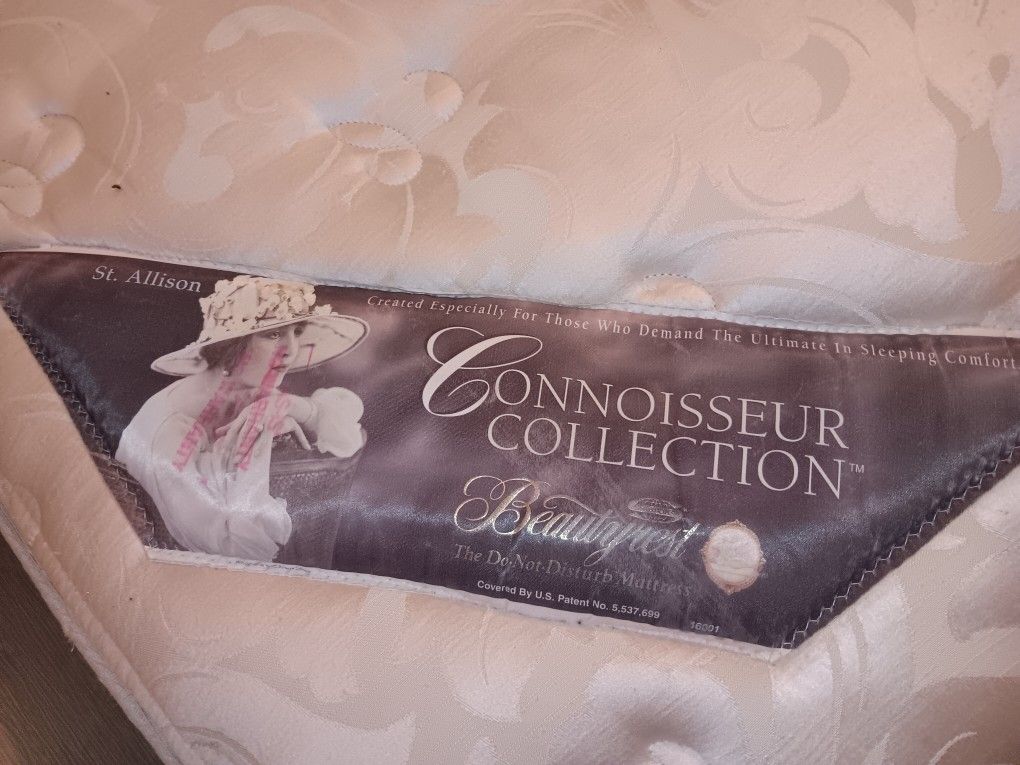 St. Allison
Created Especially For Those Who Demand The Ultimate In Sleeping Comfort
CONNOISSEUR
COLLECTION™
Beautyrest
The Do-Not-Disturb Mattress
Covered By U.S. Patent No. 5,537,699
16001